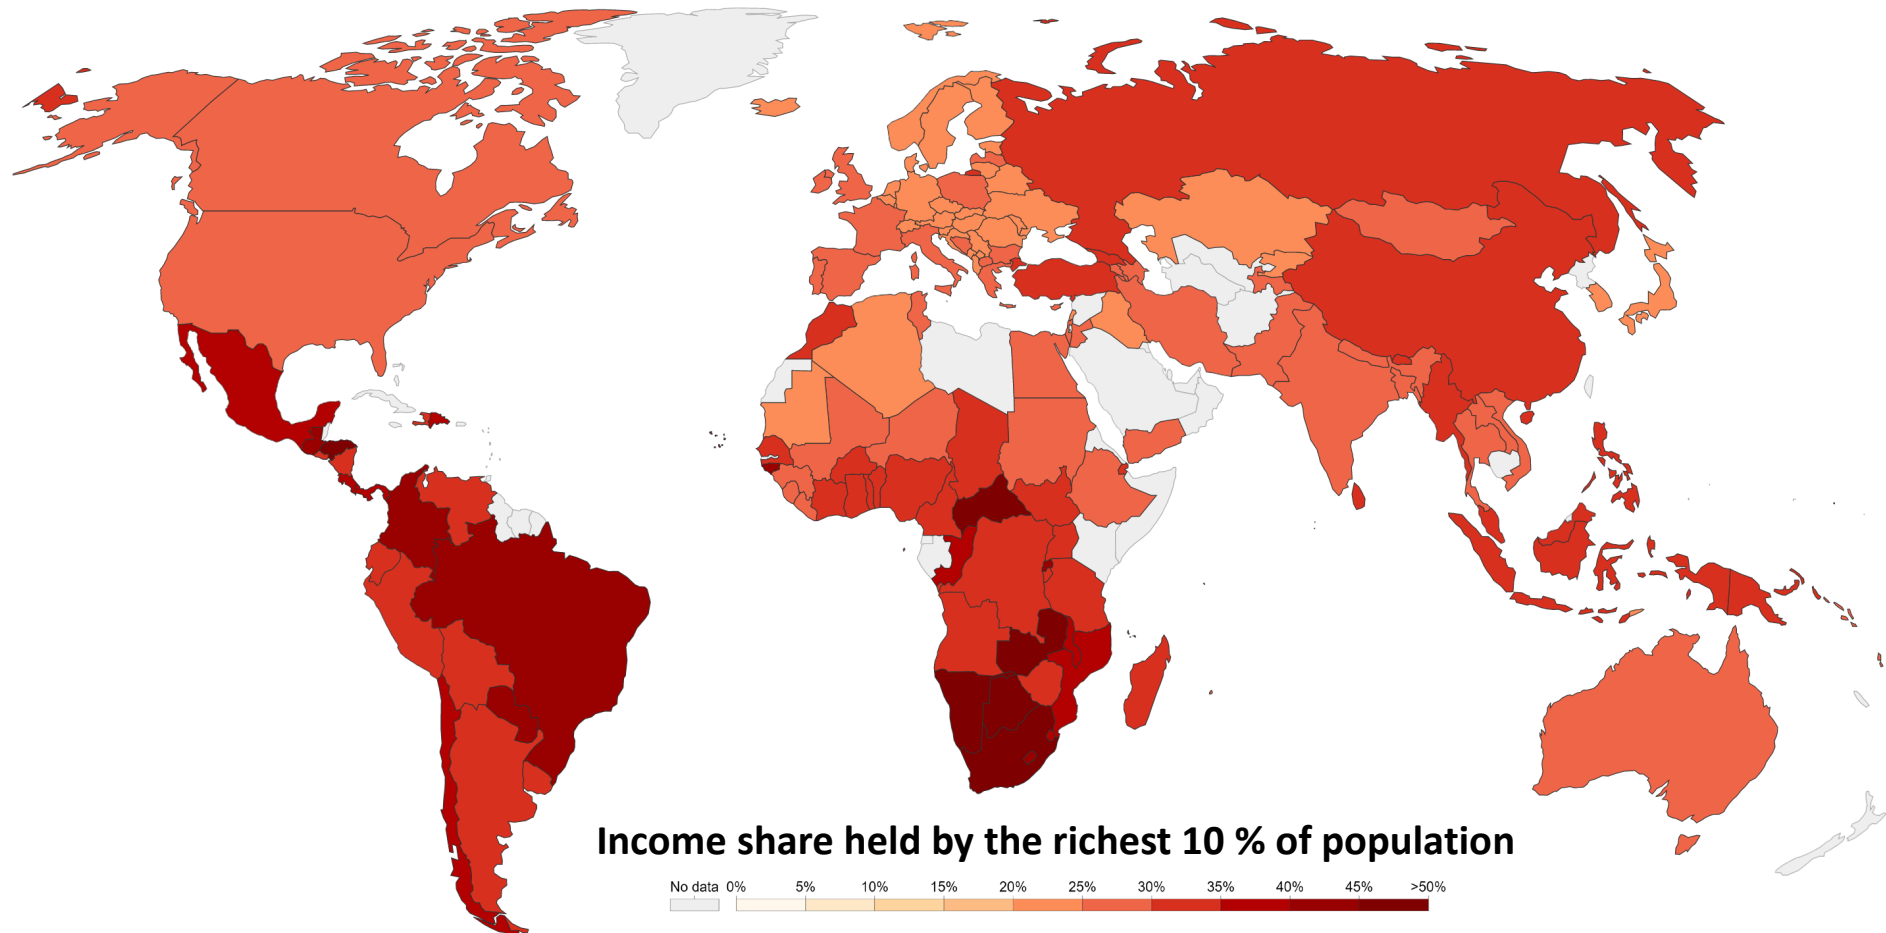 Income share held by the richest 10 % of population
No data 0% 5% 10% 15% 20% 25% 30% 35% 40% 45% >50%